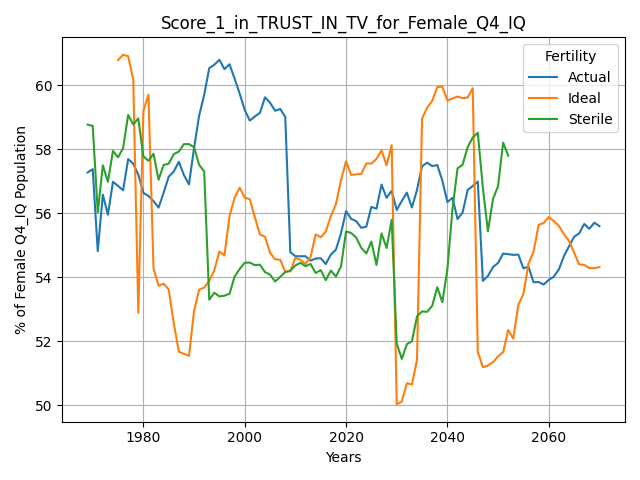 Score_1_in_TRUST_IN_TV_for_Female_Q4_IQ
Fertility
Actual
Ideal
Sterile
% of Female Q4_IQ Population
60
58
56
54
52
50
1980
2000
2020
2040
2060
Years